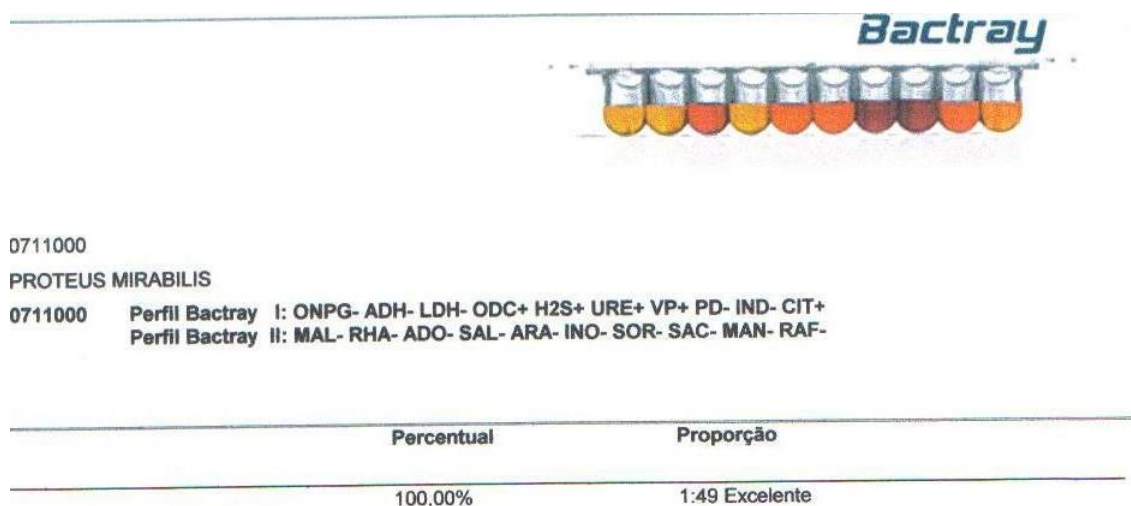 Bactray
0711000
PROTEUS MIRABILIS
0711000 Perfil Bactray I: ONPG- ADH- LDH- ODC+ H2S+ URE+ VP+ PD- IND- CIT+
Perfil Bactray II: MAL- RHA- ADO- SAL- ARA- INO- SOR- SAC- MAN- RAF-
Percentual Proporção
100,00% 1:49 Excelente